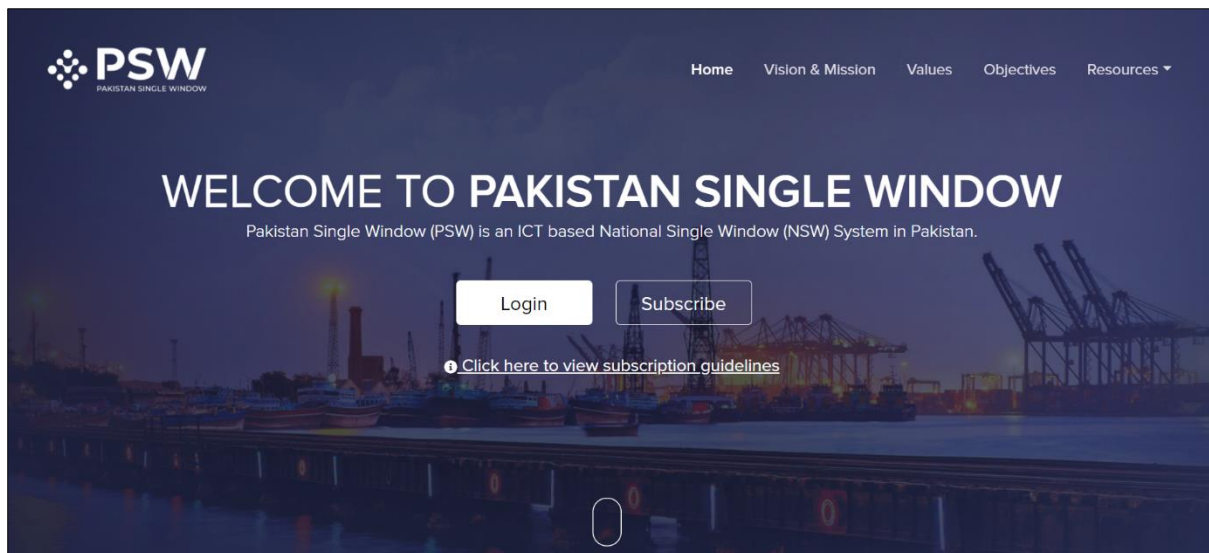 PSW
PAKISTAN SINGLE WINDOW
Home Vision & Mission Values Objectives Resources
WELCOME TO PAKISTAN SINGLE WINDOW
Pakistan Single Window (PSW) is an ICT based National Single Window (NSW) System in Pakistan.
Login Subscribe
Click here to view subscription guidelines